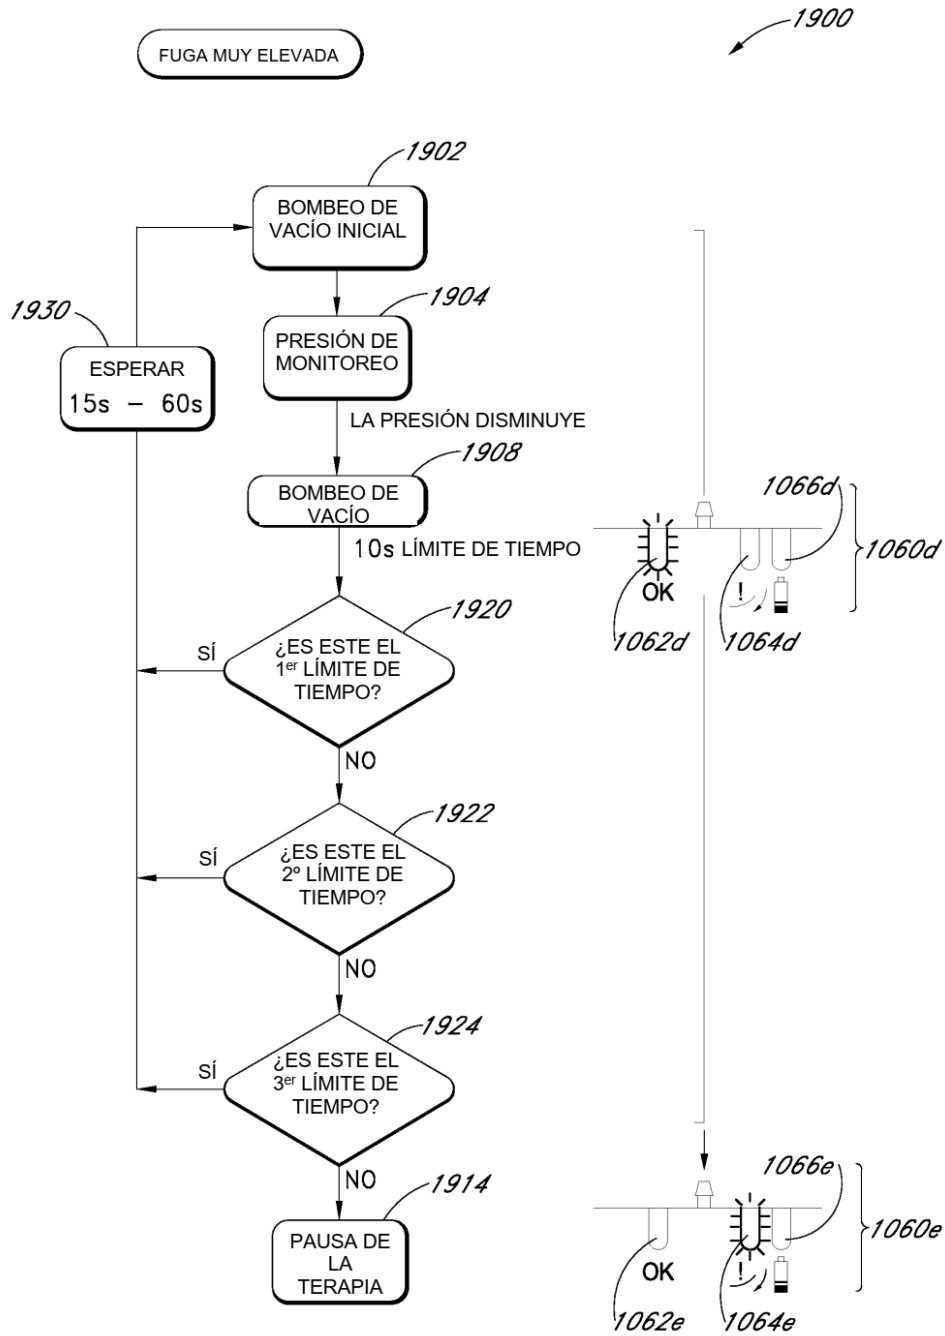 1900
FUGA MUY ELEVADA
1902
BOMBEO DE
VACÍO INICIAL
1904
1930
PRESIÓN DE
MONITOREO
ESPERAR
15s – 60s
LA PRESIÓN DISMINUYE
1908
BOMBEO DE
VACÍO
1066d
1060d
10s LÍMITE DE TIEMPO
!
OK
1920
1062d
1064d
¿ES ESTE EL
1er LÍMITE DE
TIEMPO?
SÍ
NO
1922
¿ES ESTE EL
2º LÍMITE DE
TIEMPO?
SÍ
NO
1924
¿ES ESTE EL
3er LÍMITE DE
TIEMPO?
SÍ
NO
1914
PAUSA DE
LA
TERAPIA
1066e
1060e
!
OK
1062e
1064e